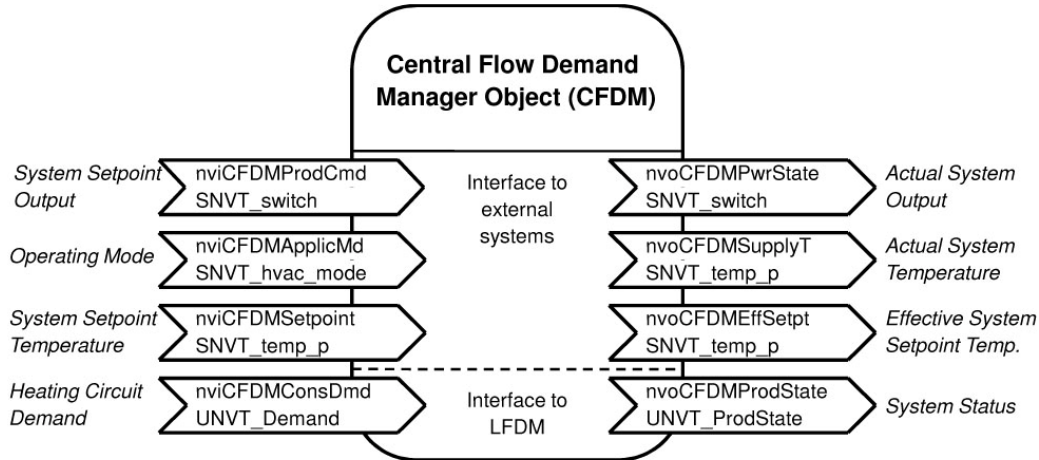 Central Flow Demand
Manager Object (CFDM)
System Setpoint
Output
nviCFDMProdCmd
SNVT_switch
Interface to
external
systems
nvoCFDMPwrState
SNVT_switch
Actual System
Output
Operating Mode
nviCFDMApplicMd
SNVT_hvac_mode
nvoCFDMSupplyT
SNVT_temp_p
Actual System
Temperature
System Setpoint
Temperature
nviCFDMSetpoint
SNVT_temp_p
nvoCFDMEffSetpt
SNVT_temp_p
Effective System
Setpoint Temp.
Heating Circuit
Demand
nviCFDMConsDmd
UNVT_Demand
Interface to
LFDM
nvoCFDMProdState
UNVT_ProdState
System Status